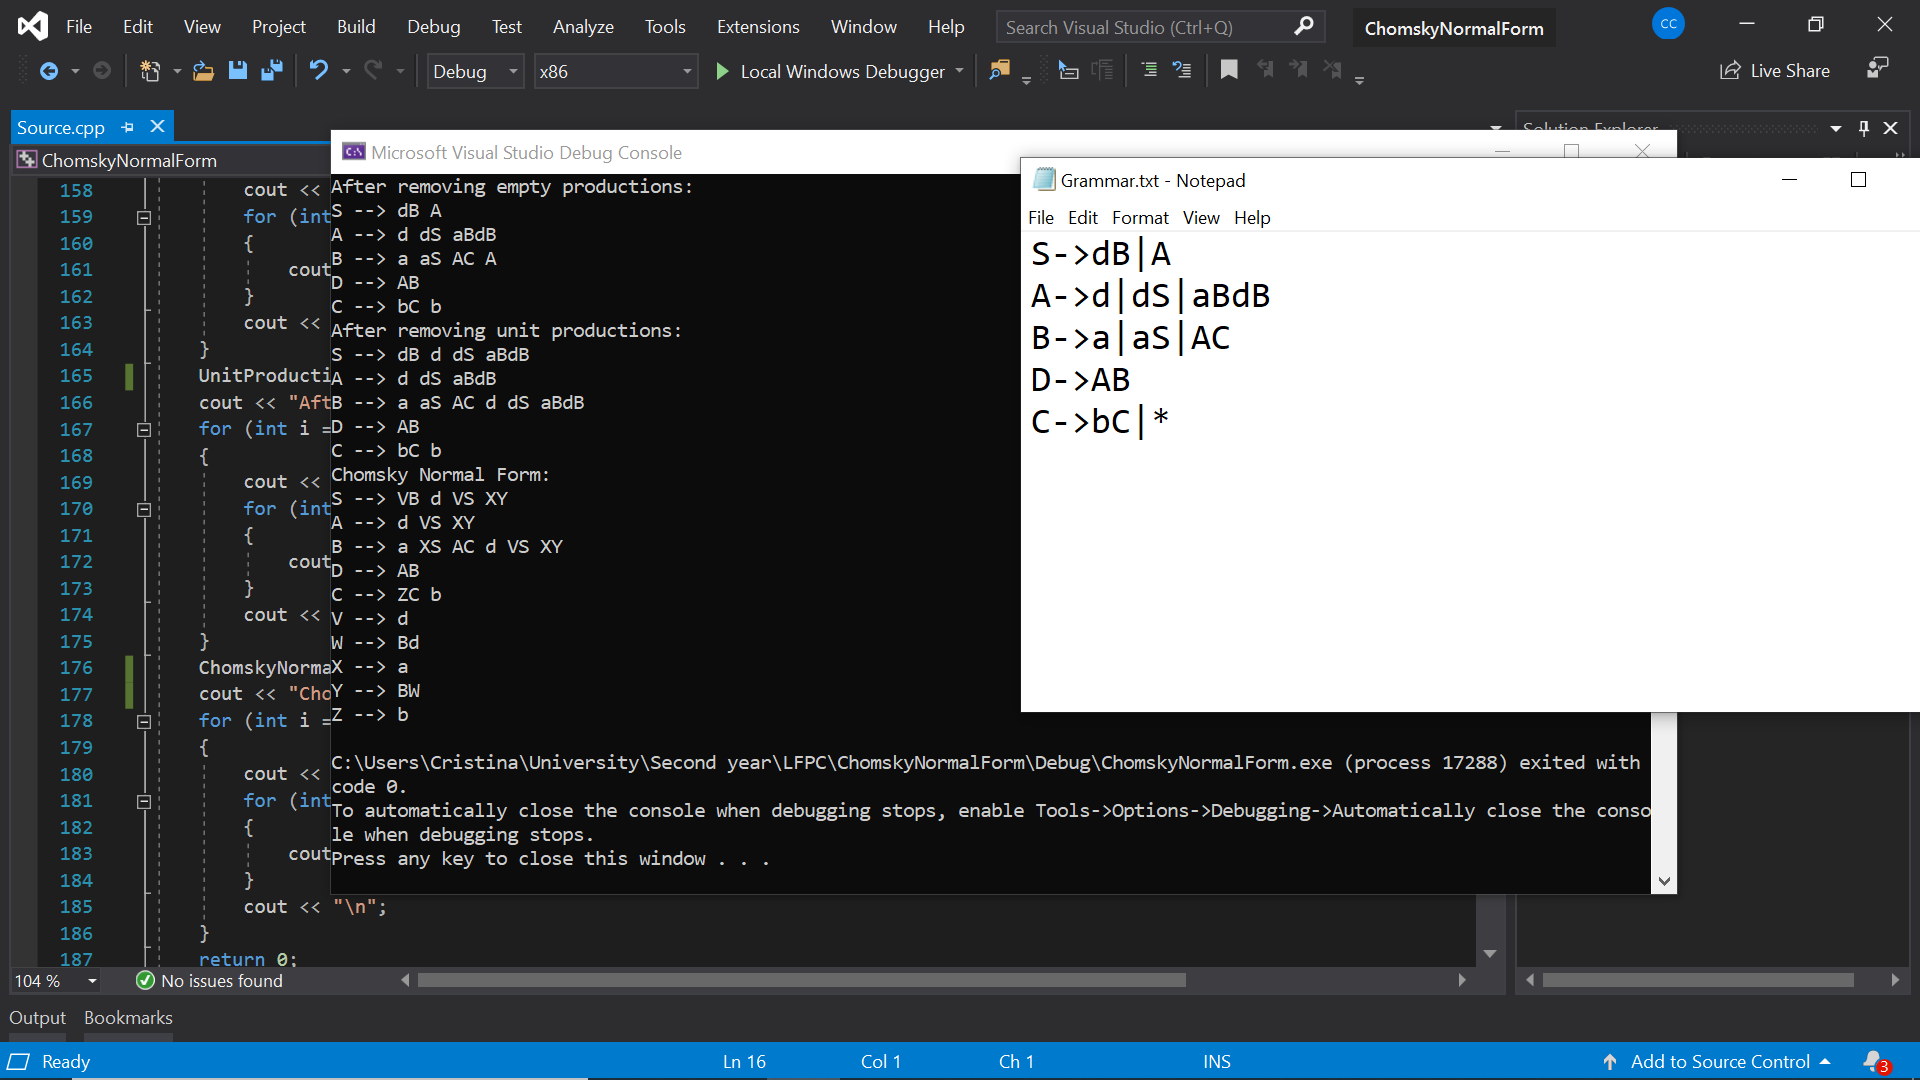 File Edit View Project Build Debug Test Analyze Tools Extensions Window Help Search Visual Studio (Ctrl+Q) ChomskyNormalForm CC
Debug x86 Local Windows Debugger Live Share
Source.cpp
Solution Explorer
ChomskyNormalForm
158 cout <<
159 for (int
160 {
161 cout
162 }
163 cout <<
164 }
165 UnitProducti
166 cout << "Aft
167 for (int i =
168 {
169 cout <<
170 for (int
171 {
172 cout
173 }
174 cout <<
175 }
176 ChomskyNorma
177 cout << "Cho
178 for (int i =
179 {
180 cout <<
181 for (int
182 {
183 cout
184 }
185 cout << "\n";
186 }
187 return 0;
Microsoft Visual Studio Debug Console
After removing empty productions:
S --> dB A
A --> d dS aBdB
B --> a aS AC A
D --> AB
C --> bC b
After removing unit productions:
S --> dB d dS aBdB
A --> d dS aBdB
B --> a aS AC d dS aBdB
D --> AB
C --> bC b
Chomsky Normal Form:
S --> VB d VS XY
A --> d VS XY
B --> a XS AC d VS XY
D --> AB
C --> ZC b
V --> d
W --> Bd
X --> a
Y --> BW
Z --> b
C:\Users\Cristina\University\Second year\LFPC\ChomskyNormalForm\Debug\ChomskyNormalForm.exe (process 17288) exited with
code 0.
To automatically close the console when debugging stops, enable Tools->Options->Debugging->Automatically close the conso
le when debugging stops.
Press any key to close this window . . .
Grammar.txt - Notepad
File Edit Format View Help
S->dB|A
A->d|dS|aBdB
B->a|aS|AC
D->AB
C->bC|*
104 % No issues found
Output Bookmarks
Ready Ln 16 Col 1 Ch 1 INS Add to Source Control 3